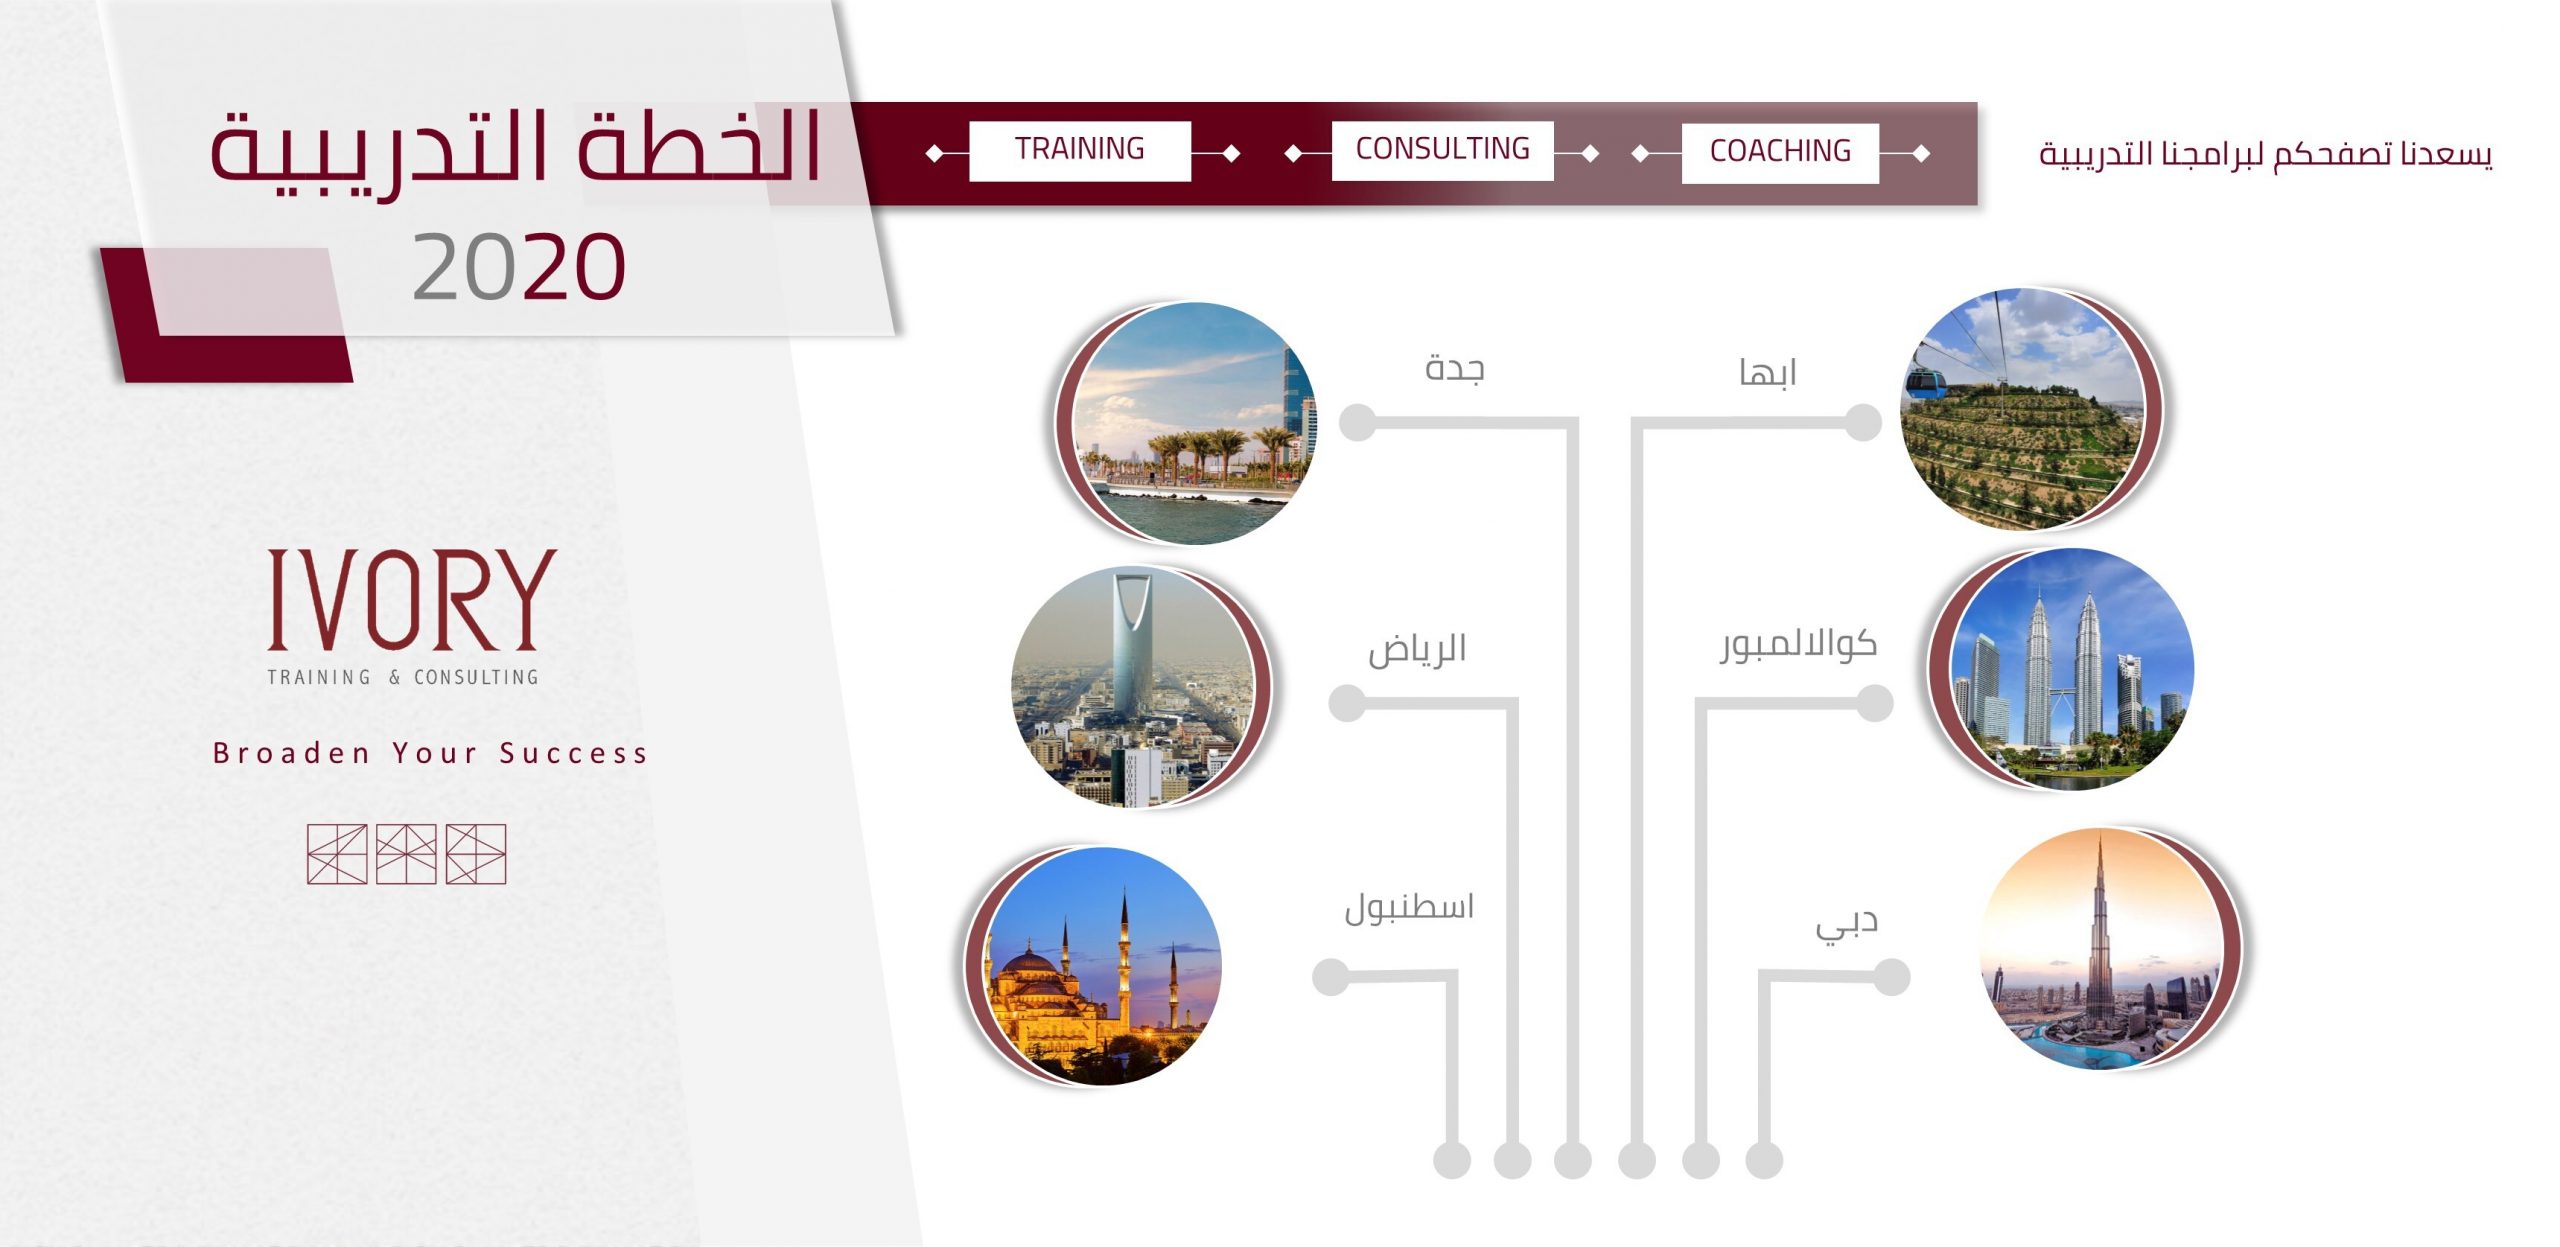 الخطة التدريبية
2020
TRAINING
CONSULTING
COACHING
يسعدنا تصفحكم لبرامجنا التدريبية
IVORY
TRAINING & CONSULTING
Broaden Your Success
جدة
ابها
الرياض
كوالالمبور
اسطنبول
دبي